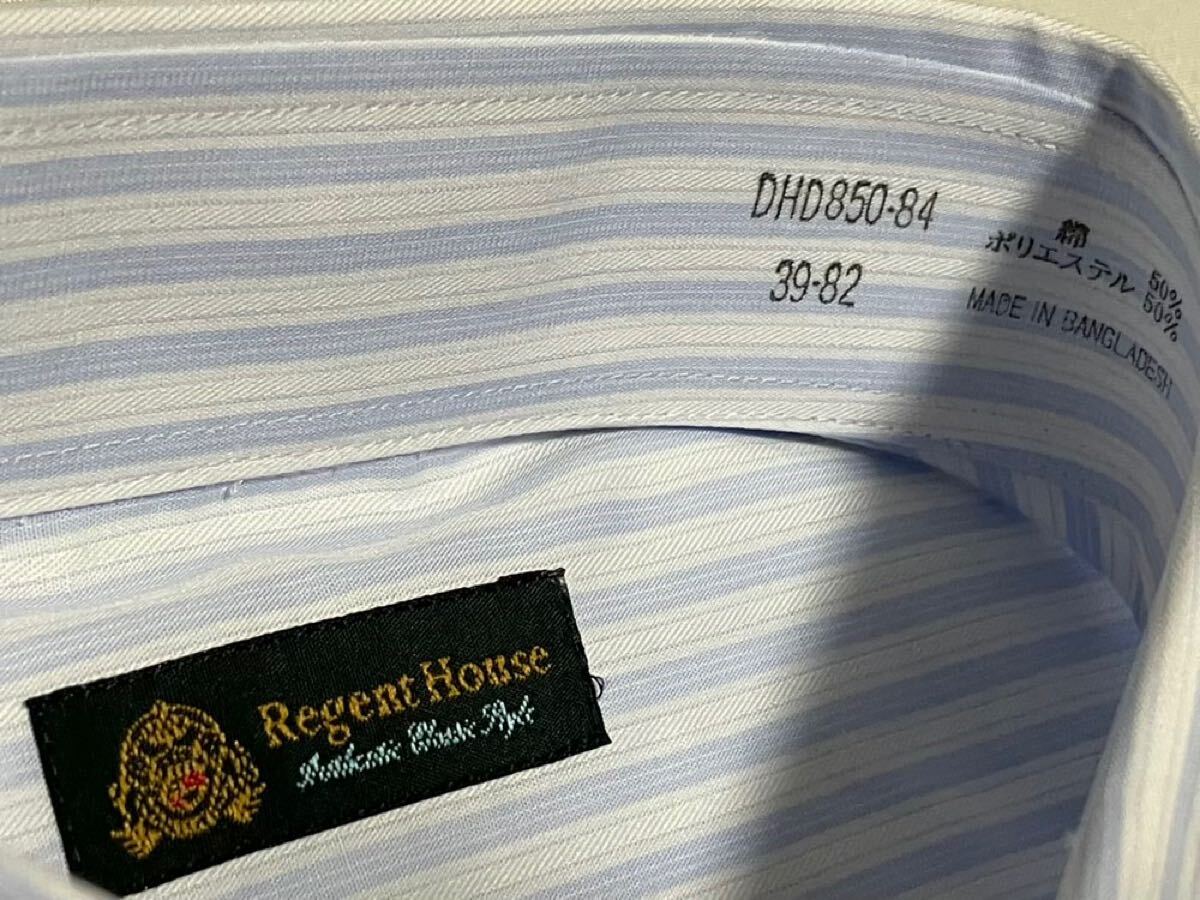 DHD850-84
39-82
綿 50%
ポリエステル 50%
MADE IN BANGLADESH
Regent House
Authentic Classic Style